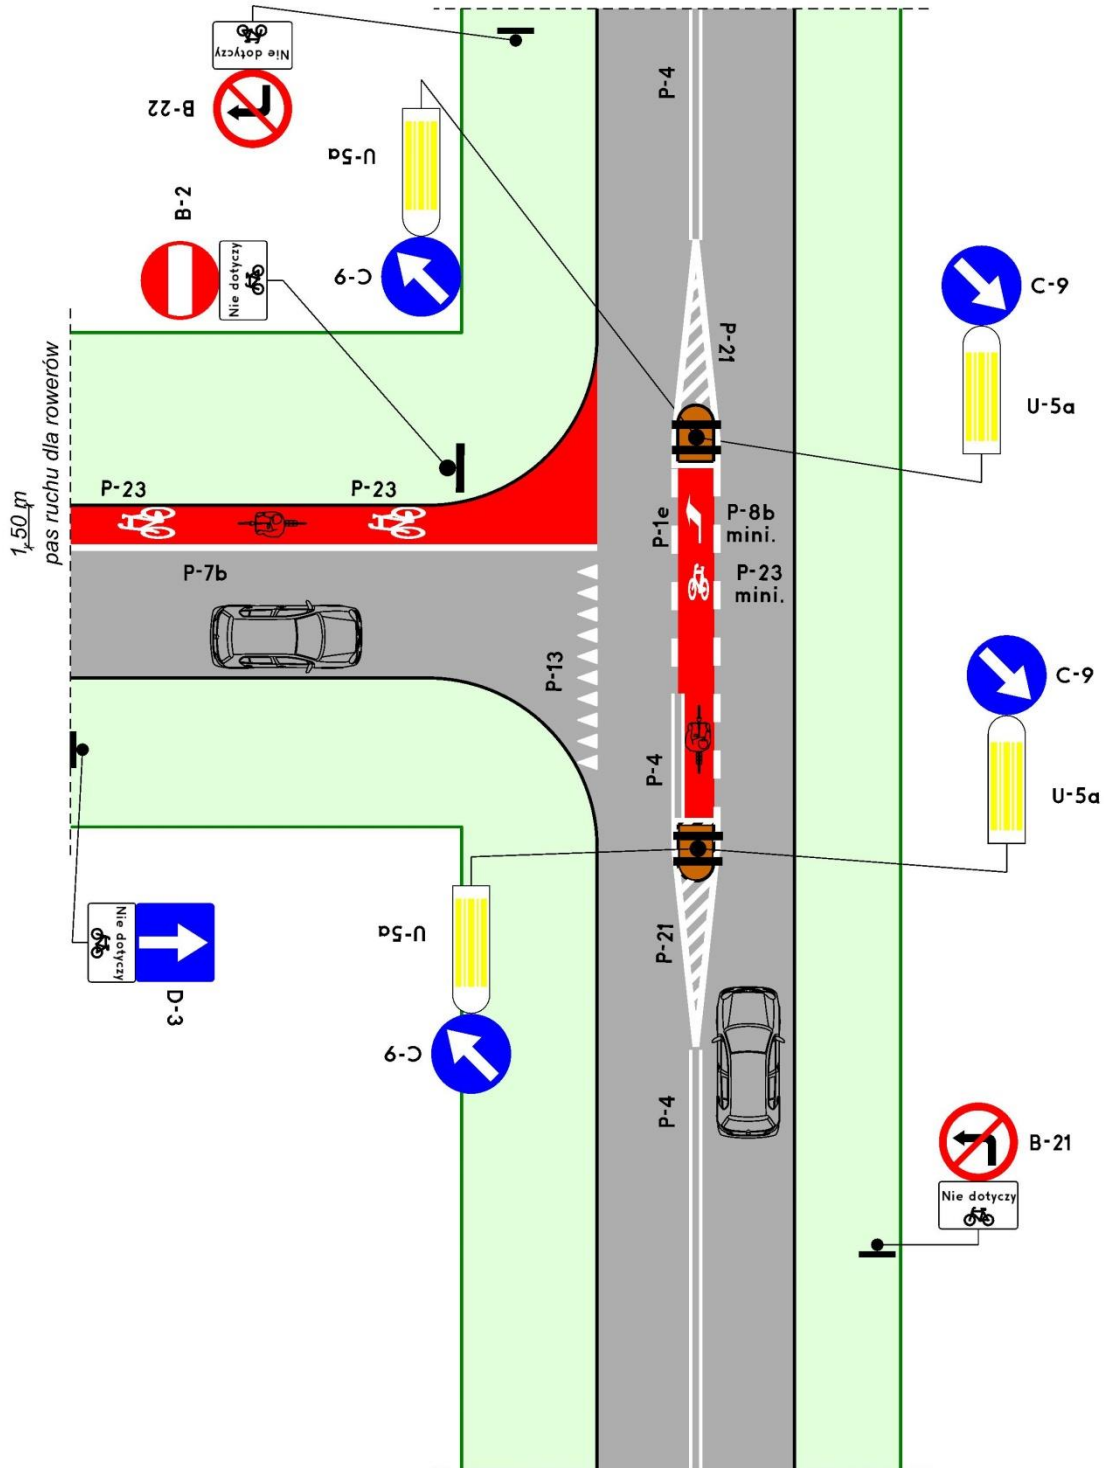 Nie dotyczy
B-22
U-5a
C-9
B-2
Nie dotyczy
P-4
P-21
C-9
U-5a
1,50 m
pas ruchu dla rowerów
P-23
P-23
P-7b
P-1e
P-8b
mini.
P-23
mini.
P-13
P-4
C-9
U-5a
Nie dotyczy
D-3
U-5a
C-9
P-21
P-4
B-21
Nie dotyczy